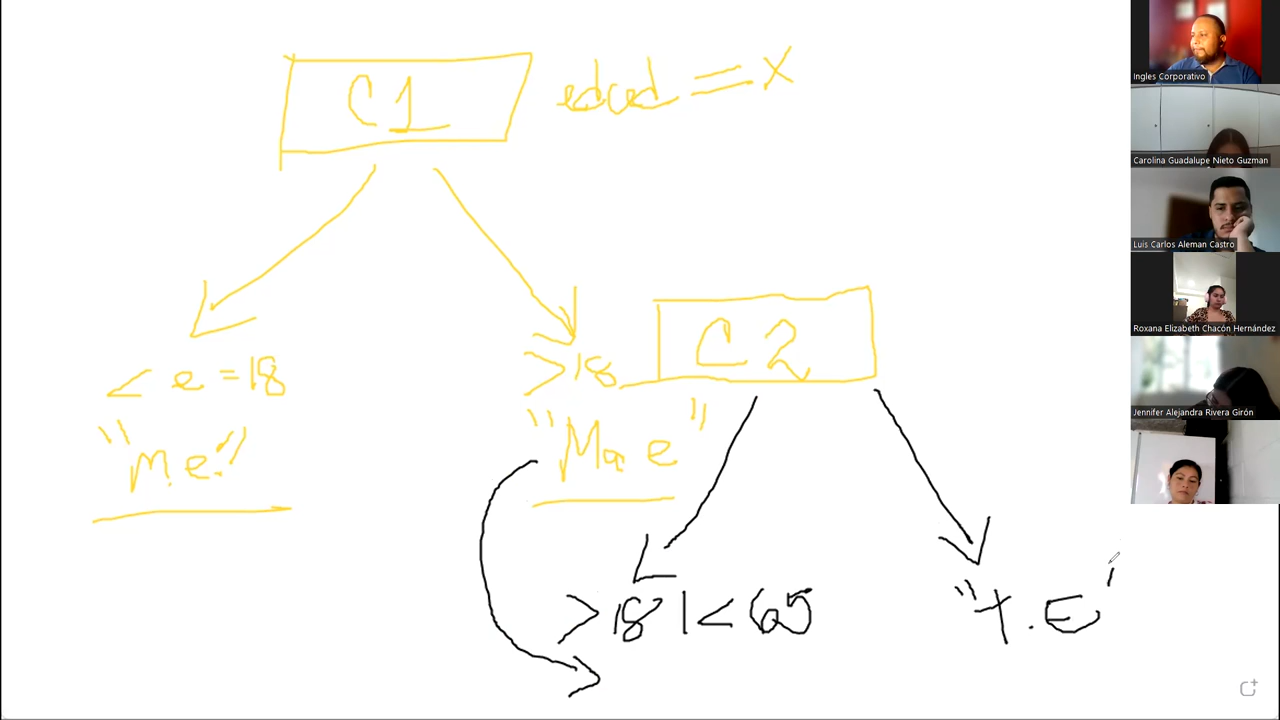 C1
edad = X
< e = 18
"M.e."
> 18
C2
"Ma e"
> 18 | < 65
"T.E"
Ingles Corporativo
Carolina Guadalupe Nieto Guzman
Luis Carlos Aleman Castro
Roxana Elizabeth Chacón Hernández
Jennifer Alejandra Rivera Girón